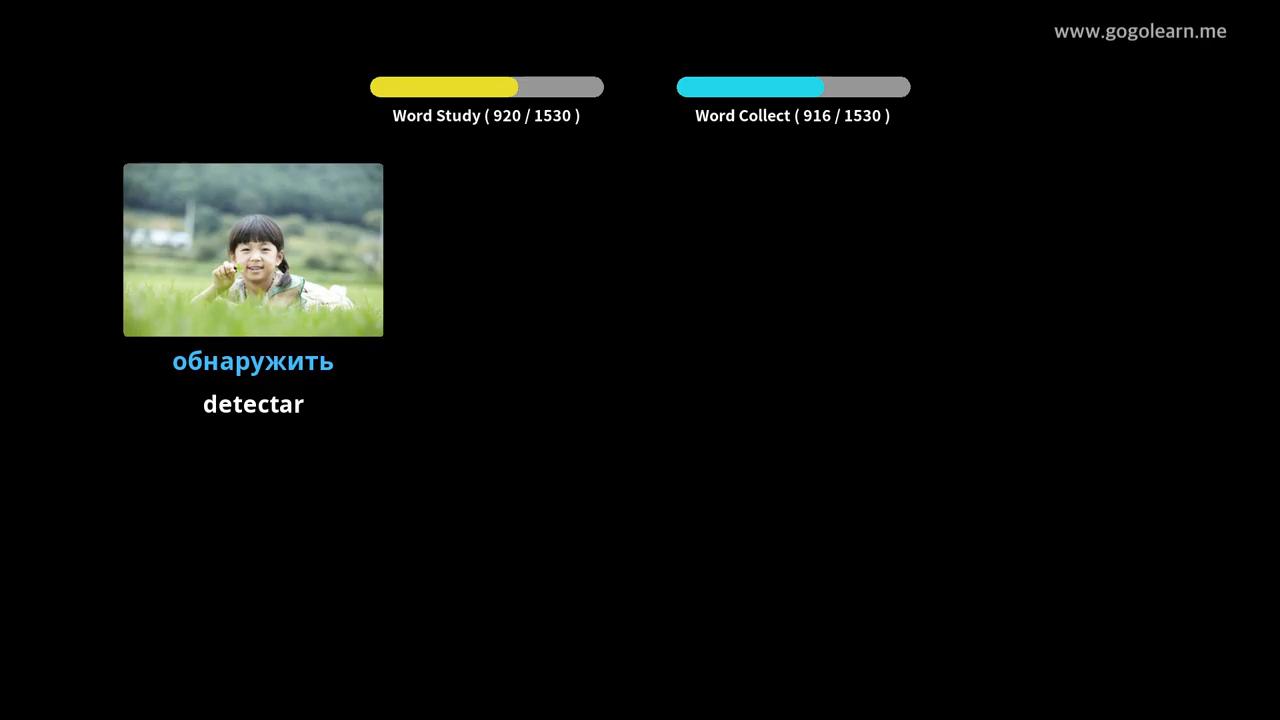 www.gogolearn.me
Word Study ( 920 / 1530 )
Word Collect ( 916 / 1530 )
обнаружить
detectar